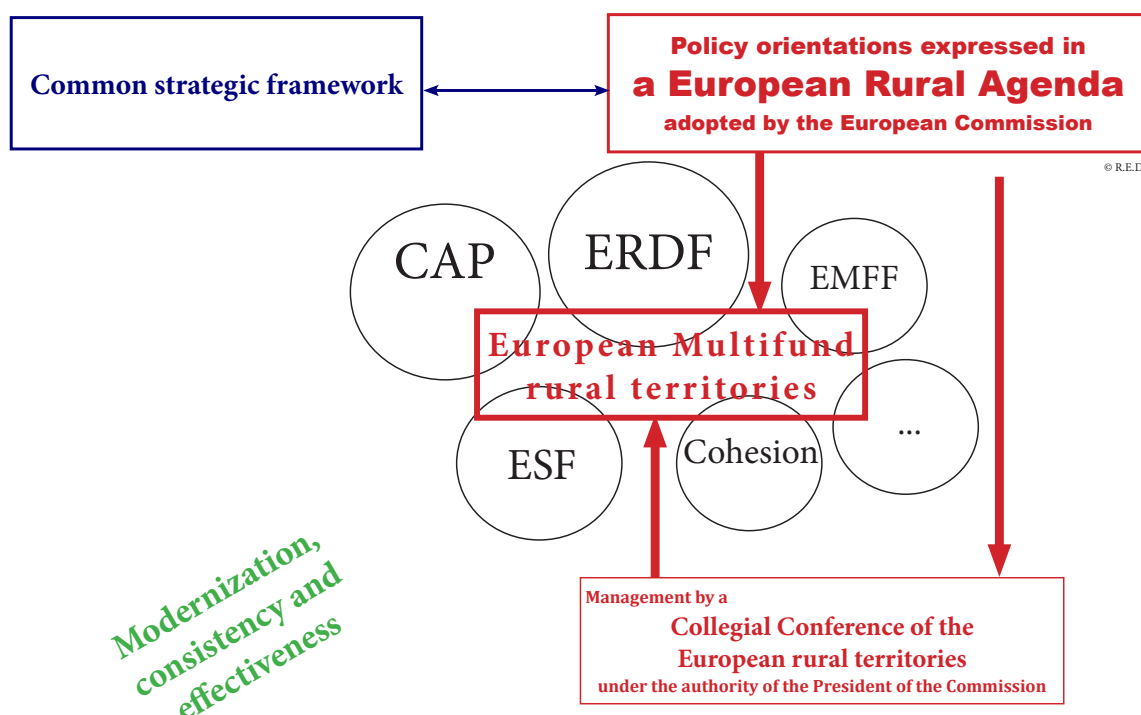 Common strategic framework
Policy orientations expressed in
a European Rural Agenda
adopted by the European Commission
© R.E.D
CAP
ERDF
EMFF
European Multifund
rural territories
ESF
Cohesion
...
Modernization,
consistency and
effectiveness
Management by a
Collegial Conference of the
European rural territories
under the authority of the President of the Commission